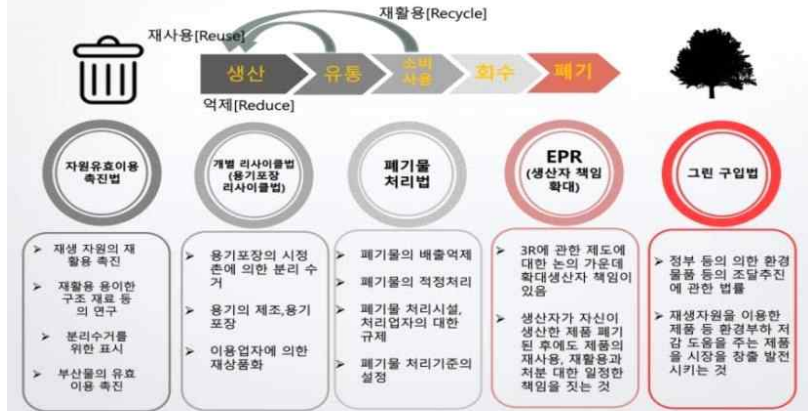 재활용[Recycle]
재사용[Reuse]
생산
유통
소비
사용
회수
폐기
억제[Reduce]
자원유효이용
촉진법
개별 리사이클법
(용기포장
리사이클법)
폐기물
처리법
EPR
(생산자 책임
확대)
그린 구입법
재생 자원의 재
활용 촉진
재활용 용이한
구조 재료 등
의 연구
분리수거를
위한 표시
부산물의 유효
이용 촉진
용기포장의 시정
촌에 의한 분리 수
거
용기의 제조,용기
포장
이용업자에 의한
재상품화
폐기물의 배출억제
폐기물의 적정처리
폐기물 처리시설,
처리업자의 대한
규제
폐기물 처리기준의
설정
3R에 관한 제도에
대한 논의 가운데
확대생산자 책임이
있음
생산자가 자신이
생산한 제품 폐기
된 후에도 제품의
재사용, 재활용과
처분 대한 일정한
책임을 짓는 것
정부 등의 의한 환경
물품 등의 조달추진
에 관한 법률
재생자원을 이용한
제품 등 환경부하 저
감 도움을 주는 제품
을 시장을 창출 발전
시키는 것